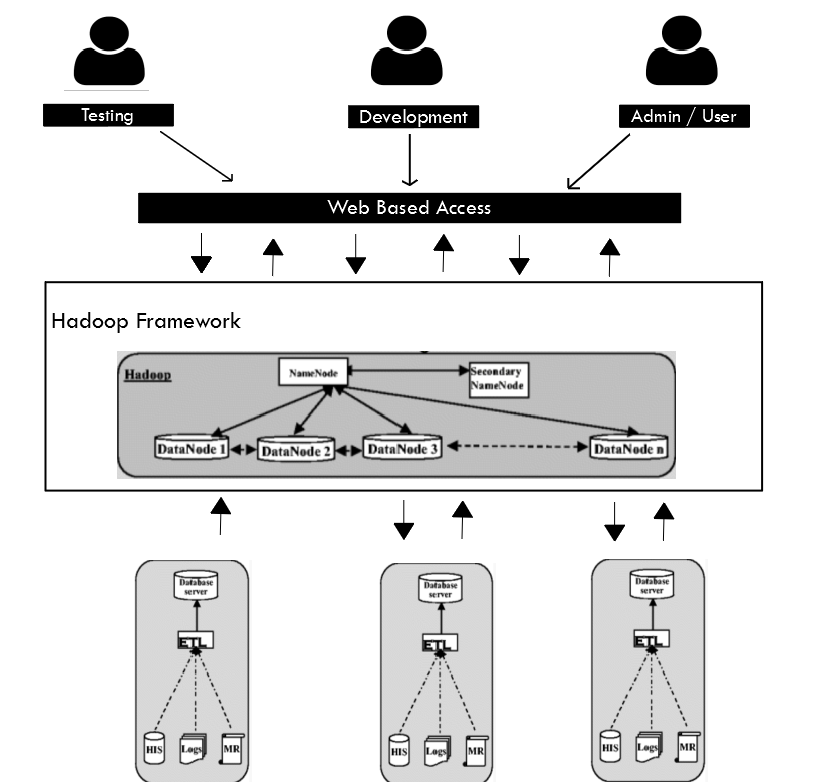 Testing
Development
Admin / User
Web Based Access
Hadoop Framework
Hadoop
NameNode
Secondary
NameNode
DataNode 1
DataNode 2
DataNode 3
DataNode n
Database
server
ETL
HIS
Logs
MR
Database
server
ETL
HIS
Logs
MR
Database
server
ETL
HIS
Logs
MR